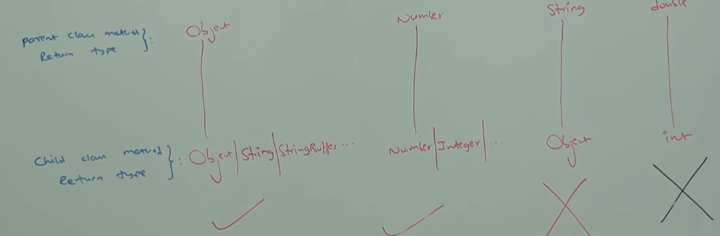 Parent class method
Return type } :
Object
Number
String
double
Child class method
Return type } :
Object | String | StringBuffer ...
Number | Integer | ...
Object
int